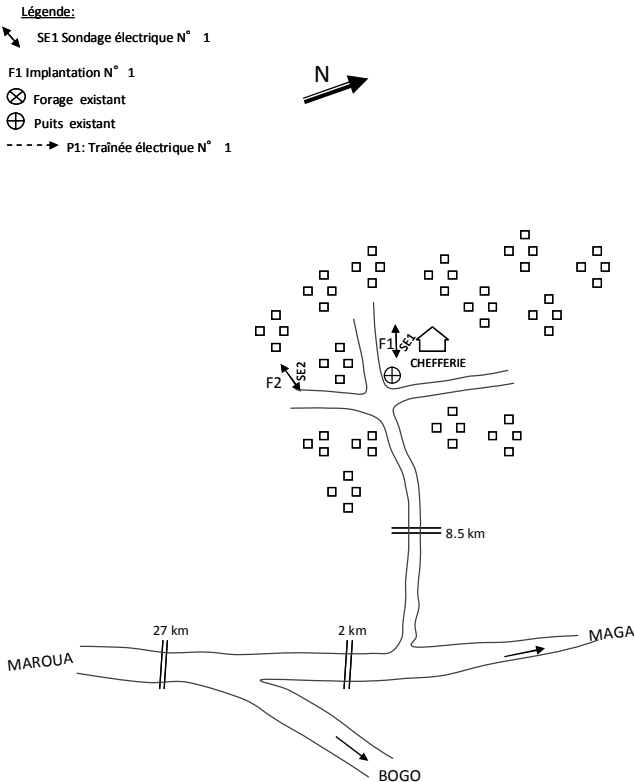 Légende:
SE1 Sondage électrique N° 1
F1 Implantation N° 1
Forage existant
Puits existant
P1: Traînée électrique N° 1
N
F1
SE1
CHEFFERIE
F2
SE2
8.5 km
27 km
2 km
MAROUA
MAGA
BOGO